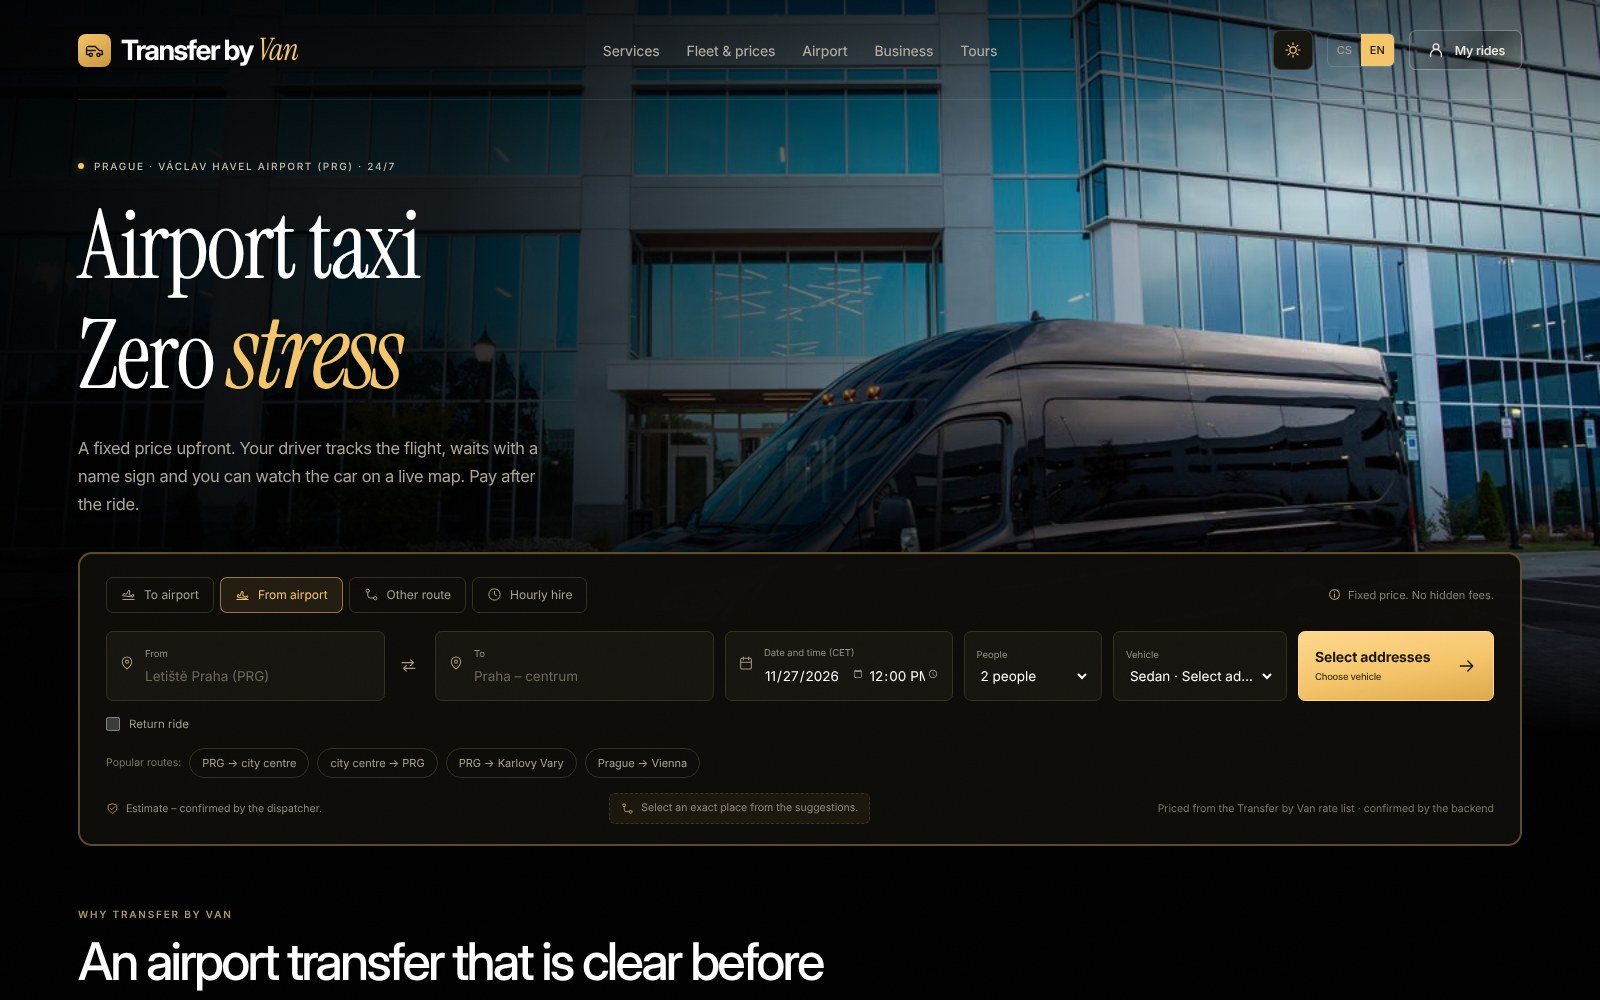 Transfer by Van
Services
Fleet & prices
Airport
Business
Tours
CS
EN
My rides
PRAGUE · VÁCLAV HAVEL AIRPORT (PRG) · 24/7
Airport taxi
Zero stress
A fixed price upfront. Your driver tracks the flight, waits with a
name sign and you can watch the car on a live map. Pay after
the ride.
To airport
From airport
Other route
Hourly hire
Fixed price. No hidden fees.
From
Letiště Praha (PRG)
To
Praha – centrum
Date and time (CET)
11/27/2026
12:00 PM
People
2 people
Vehicle
Sedan · Select ad...
Select addresses
Choose vehicle
Return ride
Popular routes:
PRG → city centre
city centre → PRG
PRG → Karlovy Vary
Prague → Vienna
Estimate – confirmed by the dispatcher.
Select an exact place from the suggestions.
Priced from the Transfer by Van rate list · confirmed by the backend
WHY TRANSFER BY VAN
An airport transfer that is clear before